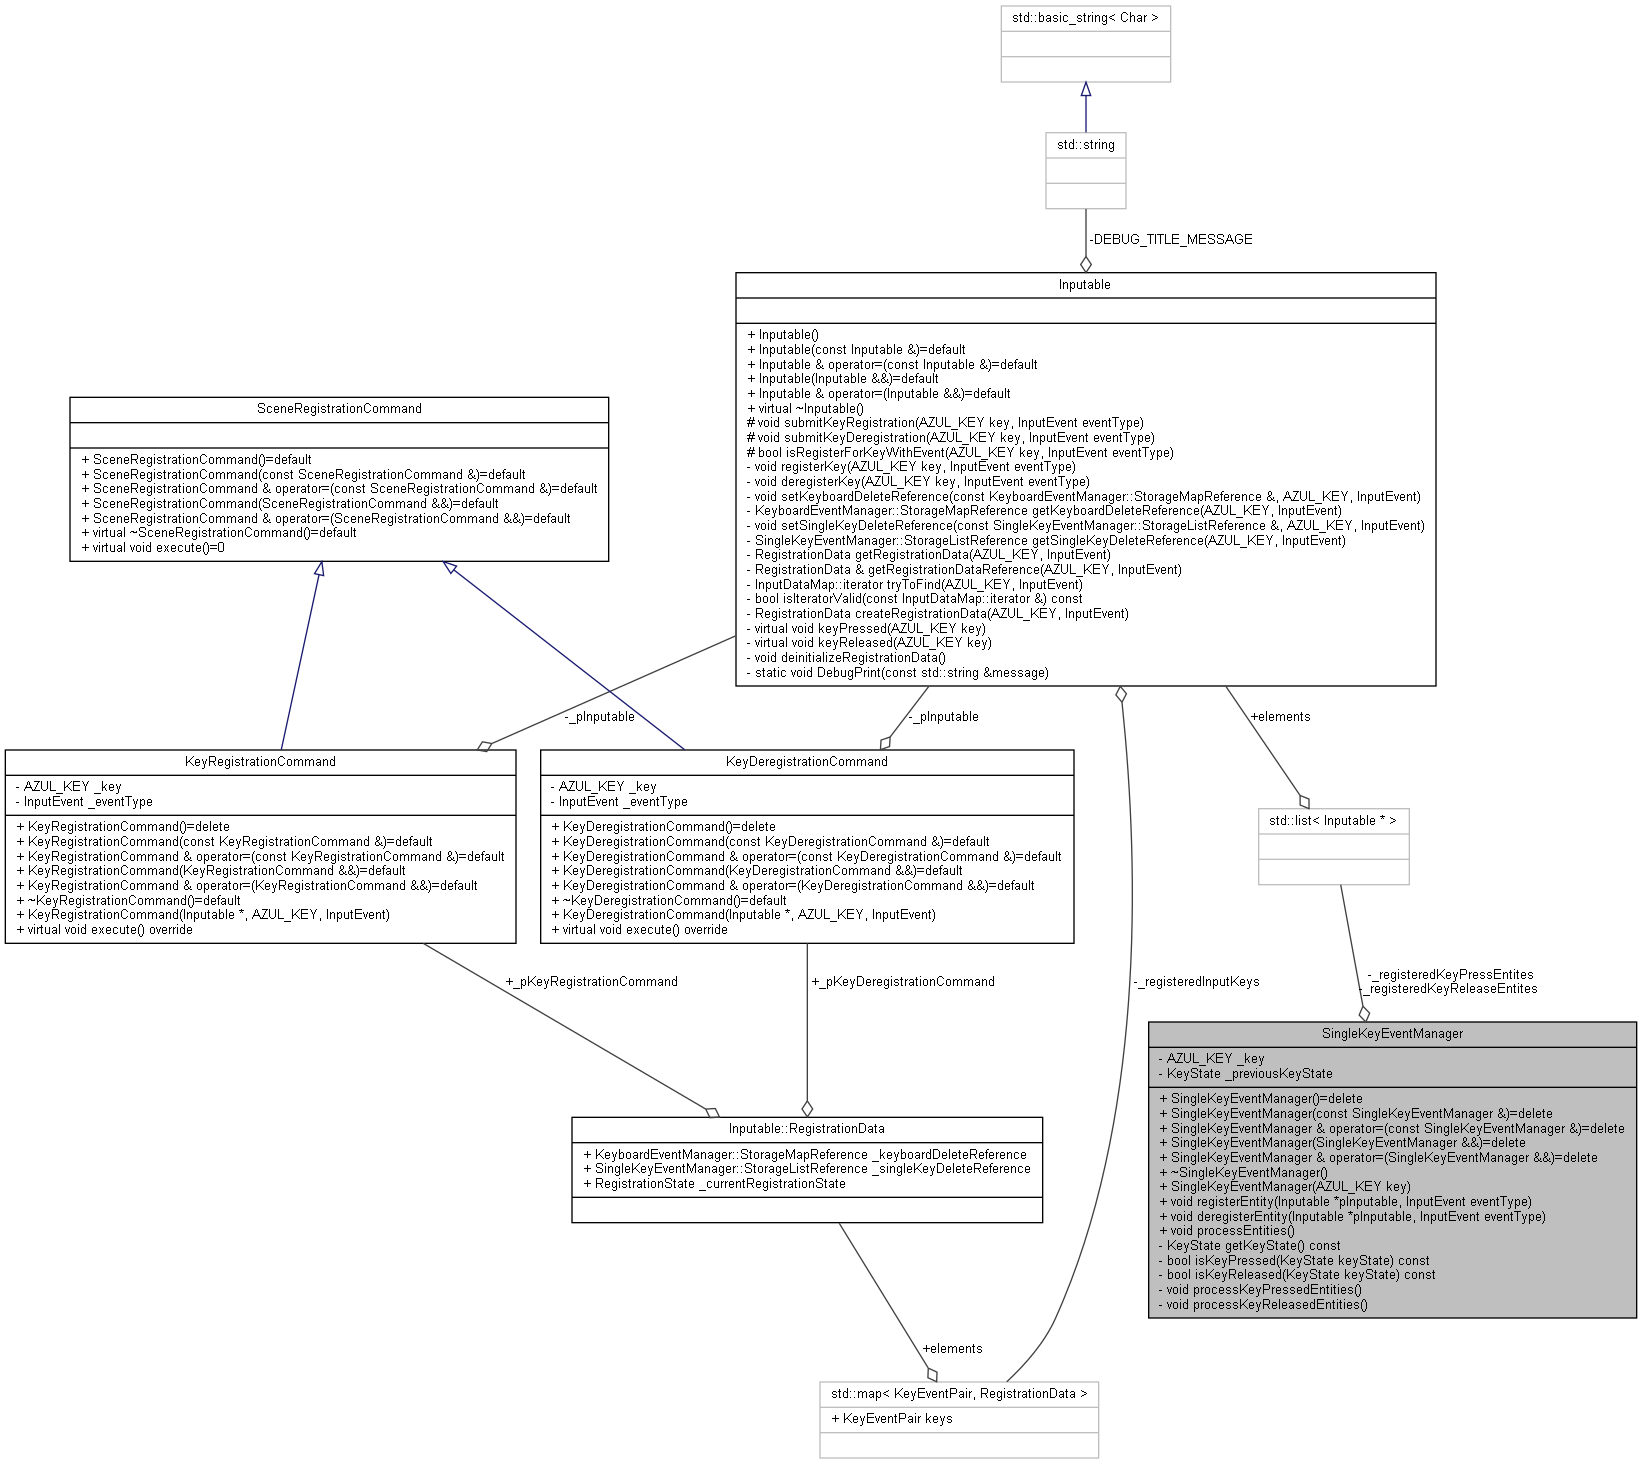 std::basic_string< Char >
std::string
-DEBUG_TITLE_MESSAGE
Inputable
+ Inputable()
+ Inputable(const Inputable &)=default
+ Inputable & operator=(const Inputable &)=default
+ Inputable(Inputable &&)=default
+ Inputable & operator=(Inputable &&)=default
+ virtual ~Inputable()
# void submitKeyRegistration(AZUL_KEY key, InputEvent eventType)
# void submitKeyDeregistration(AZUL_KEY key, InputEvent eventType)
# bool isRegisterForKeyWithEvent(AZUL_KEY key, InputEvent eventType)
- void registerKey(AZUL_KEY key, InputEvent eventType)
- void deregisterKey(AZUL_KEY key, InputEvent eventType)
- void setKeyboardDeleteReference(const KeyboardEventManager::StorageMapReference &, AZUL_KEY, InputEvent)
- KeyboardEventManager::StorageMapReference getKeyboardDeleteReference(AZUL_KEY, InputEvent)
- void setSingleKeyDeleteReference(const SingleKeyEventManager::StorageListReference &, AZUL_KEY, InputEvent)
- SingleKeyEventManager::StorageListReference getSingleKeyDeleteReference(AZUL_KEY, InputEvent)
- RegistrationData getRegistrationData(AZUL_KEY, InputEvent)
- RegistrationData & getRegistrationDataReference(AZUL_KEY, InputEvent)
- InputDataMap::iterator tryToFind(AZUL_KEY, InputEvent)
- bool isIteratorValid(const InputDataMap::iterator &) const
- RegistrationData createRegistrationData(AZUL_KEY, InputEvent)
- virtual void keyPressed(AZUL_KEY key)
- virtual void keyReleased(AZUL_KEY key)
- void deinitializeRegistrationData()
- static void DebugPrint(const std::string &message)
SceneRegistrationCommand
+ SceneRegistrationCommand()=default
+ SceneRegistrationCommand(const SceneRegistrationCommand &)=default
+ SceneRegistrationCommand & operator=(const SceneRegistrationCommand &)=default
+ SceneRegistrationCommand(SceneRegistrationCommand &&)=default
+ SceneRegistrationCommand & operator=(SceneRegistrationCommand &&)=default
+ virtual ~SceneRegistrationCommand()=default
+ virtual void execute()=0
-_pInputable
-_pInputable
+elements
KeyRegistrationCommand
- AZUL_KEY _key
- InputEvent _eventType
+ KeyRegistrationCommand()=delete
+ KeyRegistrationCommand(const KeyRegistrationCommand &)=default
+ KeyRegistrationCommand & operator=(const KeyRegistrationCommand &)=default
+ KeyRegistrationCommand(KeyRegistrationCommand &&)=default
+ KeyRegistrationCommand & operator=(KeyRegistrationCommand &&)=default
+ ~KeyRegistrationCommand()=default
+ KeyRegistrationCommand(Inputable *, AZUL_KEY, InputEvent)
+ virtual void execute() override
KeyDeregistrationCommand
- AZUL_KEY _key
- InputEvent _eventType
+ KeyDeregistrationCommand()=delete
+ KeyDeregistrationCommand(const KeyDeregistrationCommand &)=default
+ KeyDeregistrationCommand & operator=(const KeyDeregistrationCommand &)=default
+ KeyDeregistrationCommand(KeyDeregistrationCommand &&)=default
+ KeyDeregistrationCommand & operator=(KeyDeregistrationCommand &&)=default
+ ~KeyDeregistrationCommand()=default
+ KeyDeregistrationCommand(Inputable *, AZUL_KEY, InputEvent)
+ virtual void execute() override
std::list< Inputable * >
+_pKeyRegistrationCommand
+_pKeyDeregistrationCommand
-_registeredInputKeys
-_registeredKeyPressEntites
-_registeredKeyReleaseEntites
SingleKeyEventManager
- AZUL_KEY _key
- KeyState _previousKeyState
+ SingleKeyEventManager()=delete
+ SingleKeyEventManager(const SingleKeyEventManager &)=delete
+ SingleKeyEventManager & operator=(const SingleKeyEventManager &)=delete
+ SingleKeyEventManager(SingleKeyEventManager &&)=delete
+ SingleKeyEventManager & operator=(SingleKeyEventManager &&)=delete
+ ~SingleKeyEventManager()
+ SingleKeyEventManager(AZUL_KEY key)
+ void registerEntity(Inputable *pInputable, InputEvent eventType)
+ void deregisterEntity(Inputable *pInputable, InputEvent eventType)
+ void processEntities()
- KeyState getKeyState() const
- bool isKeyPressed(KeyState keyState) const
- bool isKeyReleased(KeyState keyState) const
- void processKeyPressedEntities()
- void processKeyReleasedEntities()
Inputable::RegistrationData
+ KeyboardEventManager::StorageMapReference _keyboardDeleteReference
+ SingleKeyEventManager::StorageListReference _singleKeyDeleteReference
+ RegistrationState _currentRegistrationState
+elements
std::map< KeyEventPair, RegistrationData >
+ KeyEventPair keys